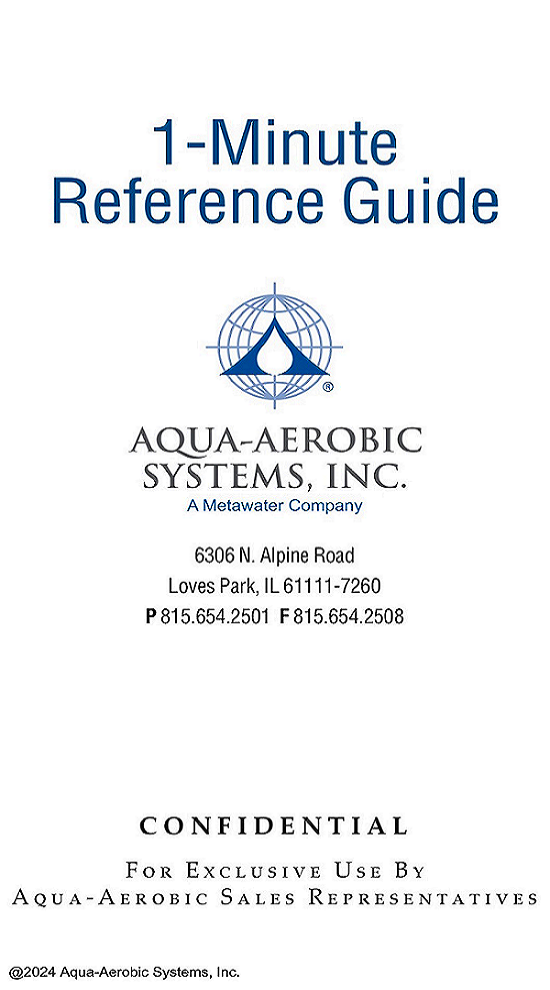 1-Minute
Reference Guide
®
AQUA-AEROBIC
SYSTEMS, INC.
A Metawater Company
6306 N. Alpine Road
Loves Park, IL 61111-7260
P 815.654.2501 F 815.654.2508
CONFIDENTIAL
FOR EXCLUSIVE USE BY
AQUA-AEROBIC SALES REPRESENTATIVES
@2024 Aqua-Aerobic Systems, Inc.